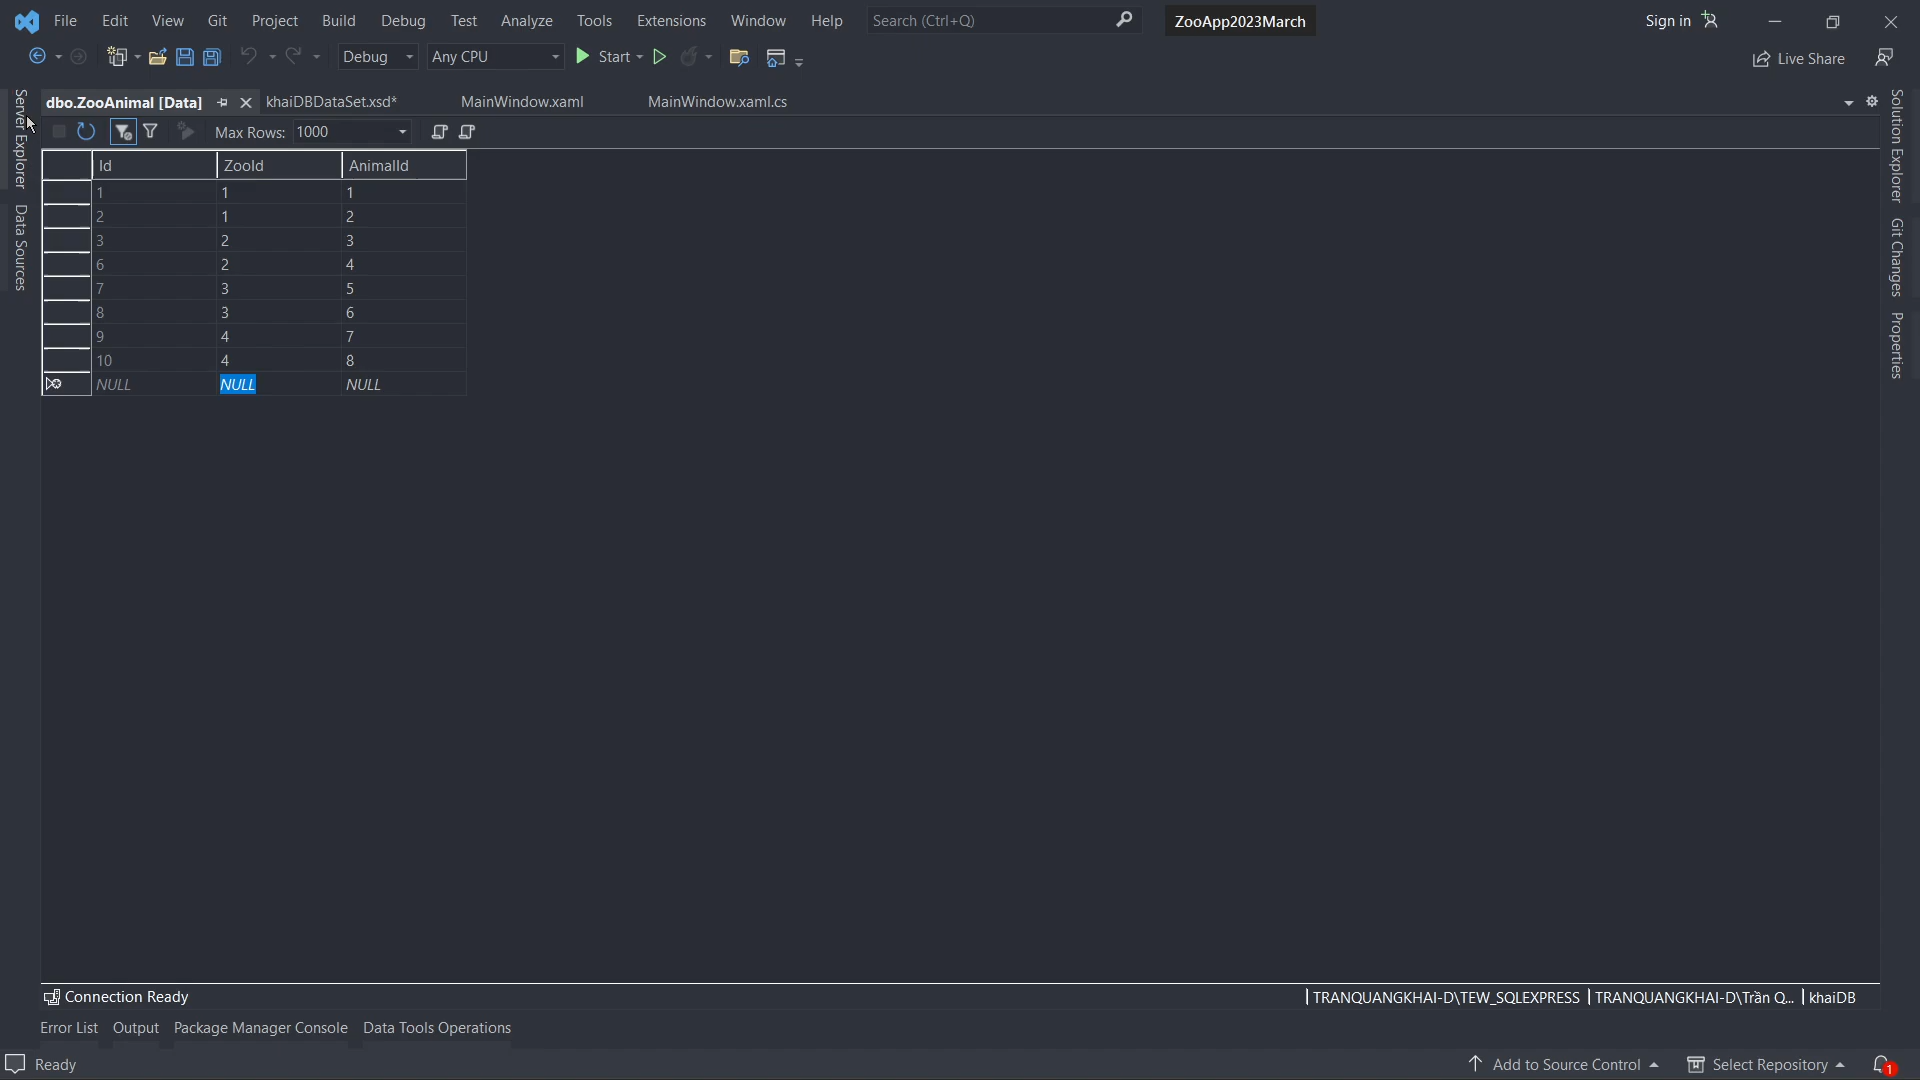 File Edit View Git Project Build Debug Test Analyze Tools Extensions Window Help Search (Ctrl+Q) ZooApp2023March Sign in
Debug Any CPU Start Live Share
dbo.ZooAnimal [Data] khaiDBDataSet.xsd* MainWindow.xaml MainWindow.xaml.cs
Max Rows: 1000
Server Explorer
Data Sources
Id ZooId AnimalId
1 1 1
2 1 2
3 2 3
6 2 4
7 3 5
8 3 6
9 4 7
10 4 8
NULL NULL NULL
Solution Explorer
Git Changes
Properties
Connection Ready TRANQUANGKHAI-D\TEW_SQLEXPRESS TRANQUANGKHAI-D\Trần Q... khaiDB
Error List Output Package Manager Console Data Tools Operations
Ready Add to Source Control Select Repository 1